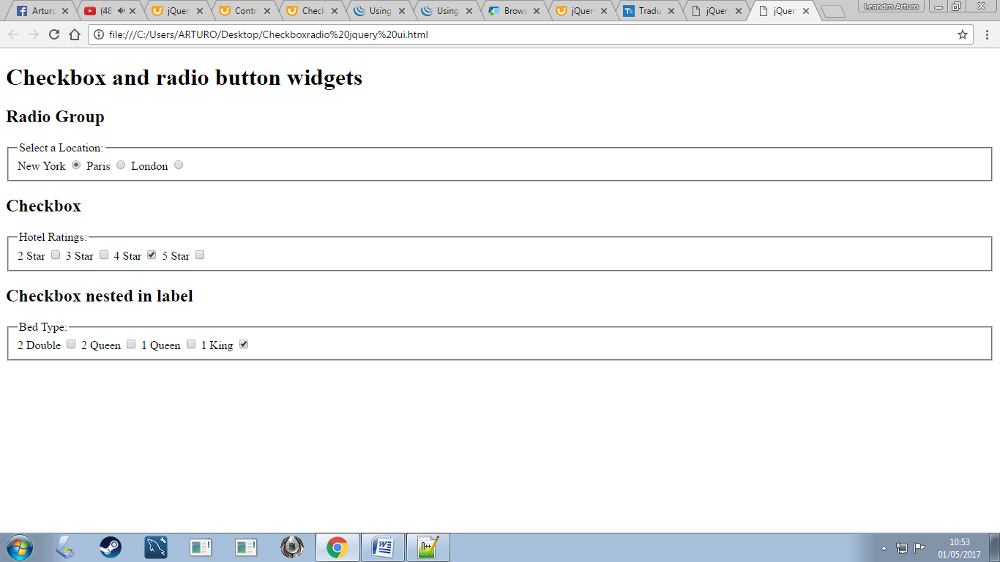 Arturo (48 jQuer Contr Check Using Using Brows jQuer Tradu jQuer jQuer Leandro Arturo
file:///C:/Users/ARTURO/Desktop/Checkboxradio%20jquery%20ui.html
Checkbox and radio button widgets
Radio Group
Select a Location:
New York Paris London
Checkbox
Hotel Ratings:
2 Star 3 Star 4 Star 5 Star
Checkbox nested in label
Bed Type:
2 Double 2 Queen 1 Queen 1 King
10:53
01/05/2017